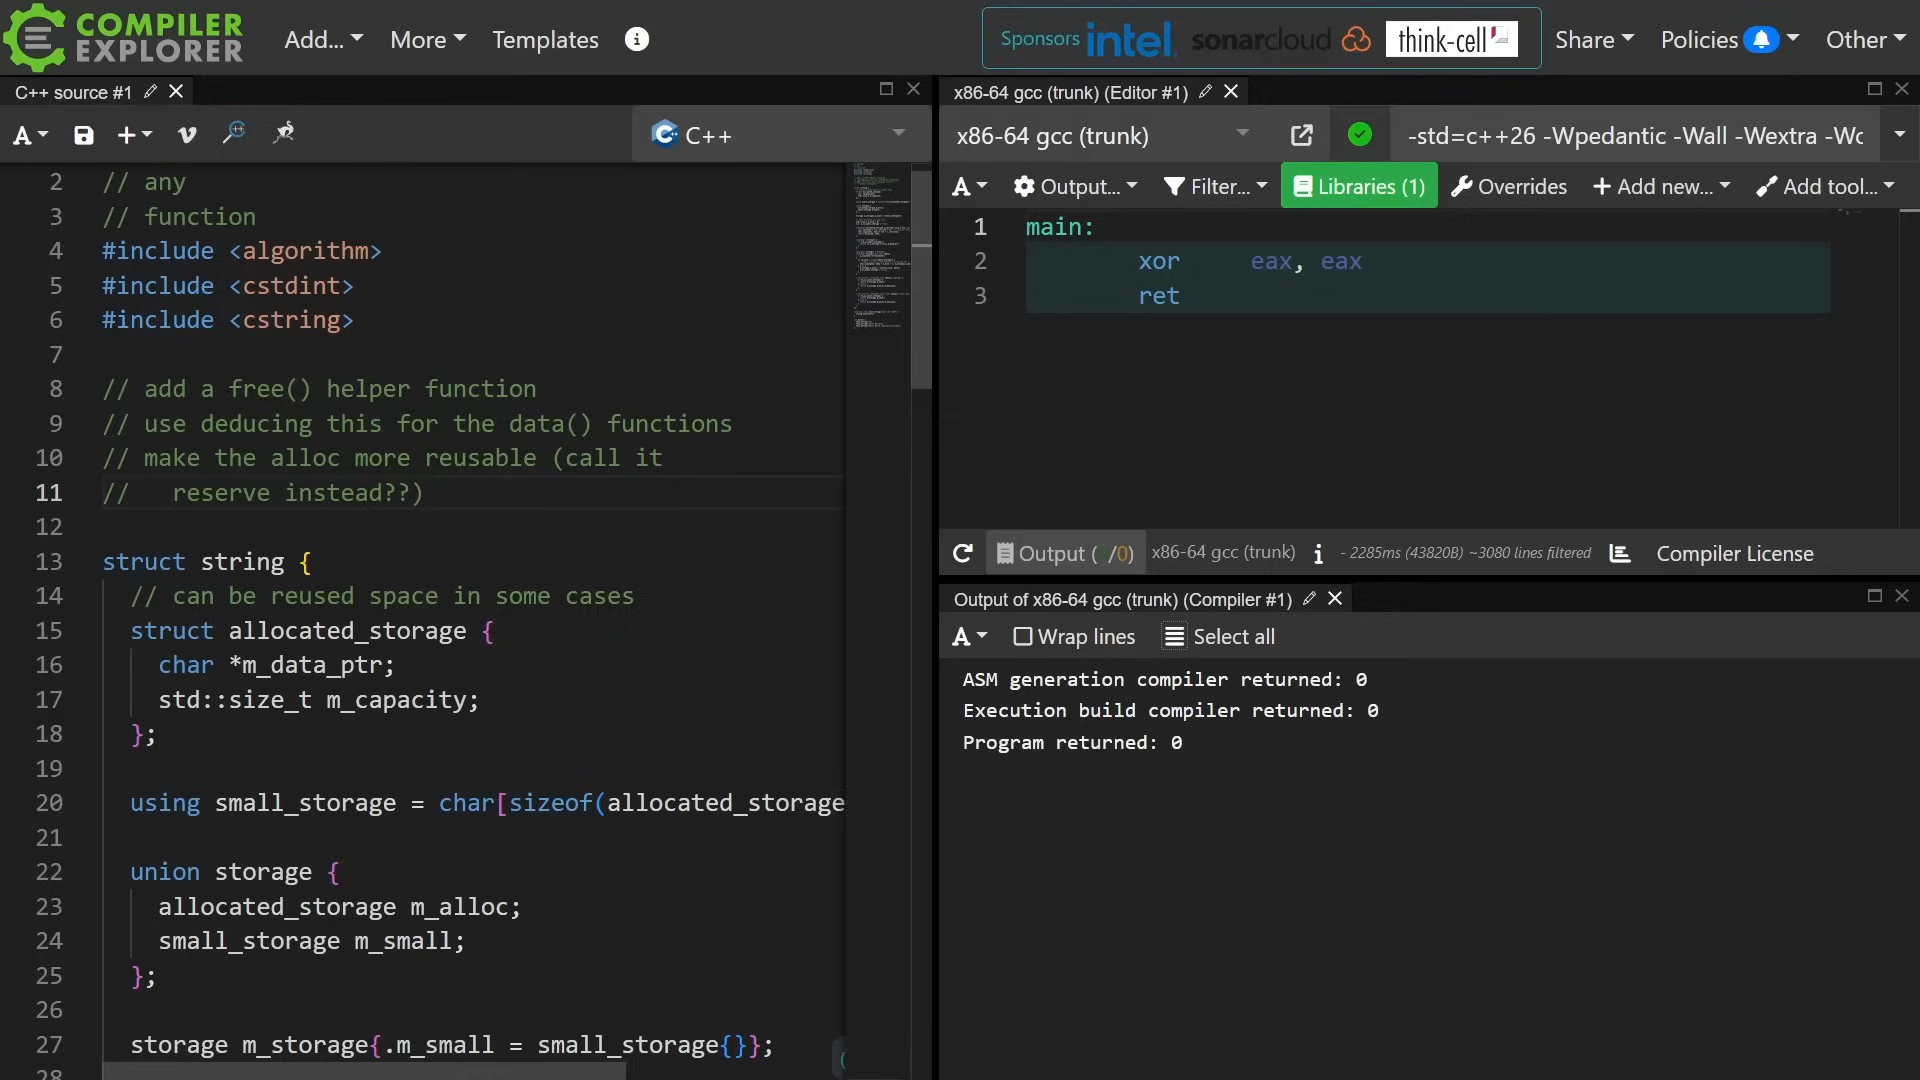 COMPILER
EXPLORER
Add...
More
Templates
Sponsors
intel
sonarcloud
think-cell
Share
Policies
Other
C++ source #1
A
C++
2 // any
3 // function
4 #include <algorithm>
5 #include <cstdint>
6 #include <cstring>
7
8 // add a free() helper function
9 // use deducing this for the data() functions
10 // make the alloc more reusable (call it
11 //   reserve instead??)
12
13 struct string {
14   // can be reused space in some cases
15   struct allocated_storage {
16     char *m_data_ptr;
17     std::size_t m_capacity;
18   };
19
20   using small_storage = char[sizeof(allocated_storage
21
22   union storage {
23     allocated_storage m_alloc;
24     small_storage m_small;
25   };
26
27   storage m_storage{.m_small = small_storage{}};
28
x86-64 gcc (trunk) (Editor #1)
x86-64 gcc (trunk)
-std=c++26 -Wpedantic -Wall -Wextra -Wc
A
Output...
Filter...
Libraries (1)
Overrides
+ Add new...
Add tool...
1 main:
2         xor     eax, eax
3         ret
Output ( /0)
x86-64 gcc (trunk)
- 2285ms (43820B) ~3080 lines filtered
Compiler License
Output of x86-64 gcc (trunk) (Compiler #1)
A
Wrap lines
Select all
ASM generation compiler returned: 0
Execution build compiler returned: 0
Program returned: 0